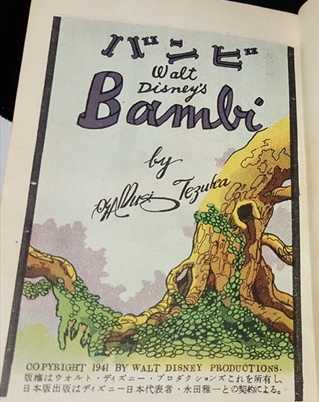 バンビ
Walt
Disney's
Bambi
by
Tezuka
COPYRIGHT 1941 BY WALT DISNEY PRODUCTIONS.
版権はウォルト・ディズニー・プロダクションズこれを所有し、
日本版出版はディズニー日本代表者・永田雅一との契約による。